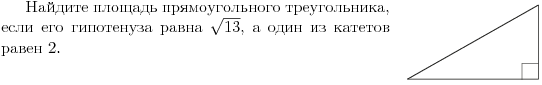 Найдите площадь прямоугольного треугольника,
если его гипотенуза равна √13, а один из катетов
равен 2.